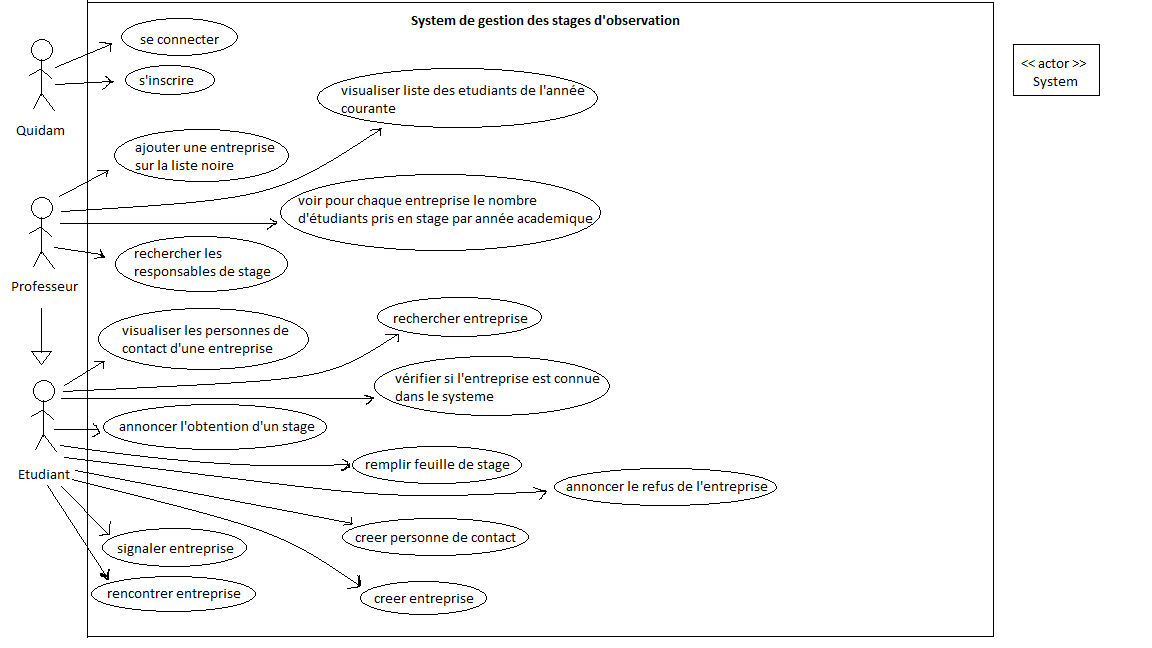 System de gestion des stages d'observation
se connecter
s'inscrire
Quidam
<< actor >>
System
visualiser liste des etudiants de l'année
courante
ajouter une entreprise
sur la liste noire
voir pour chaque entreprise le nombre
d'étudiants pris en stage par année academique
rechercher les
responsables de stage
Professeur
rechercher entreprise
visualiser les personnes de
contact d'une entreprise
vérifier si l'entreprise est connue
dans le systeme
annoncer l'obtention d'un stage
remplir feuille de stage
Etudiant
annoncer le refus de l'entreprise
creer personne de contact
signaler entreprise
rencontrer entreprise
creer entreprise